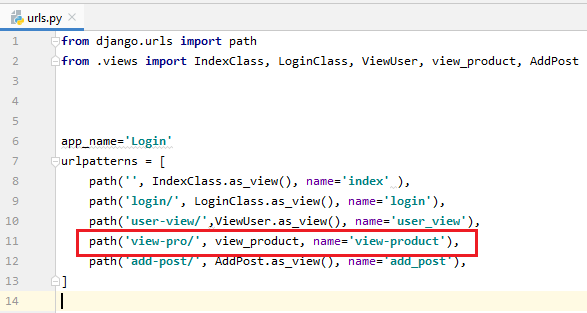 urls.py
1 from django.urls import path
2 from .views import IndexClass, LoginClass, ViewUser, view_product, AddPost
3
4
5
6 app_name='Login'
7 urlpatterns = [
8 path('', IndexClass.as_view(), name='index' ),
9 path('login/', LoginClass.as_view(), name='login'),
10 path('user-view/',ViewUser.as_view(), name='user_view'),
11 path('view-pro/', view_product, name='view-product'),
12 path('add-post/', AddPost.as_view(), name='add_post'),
13 ]
14